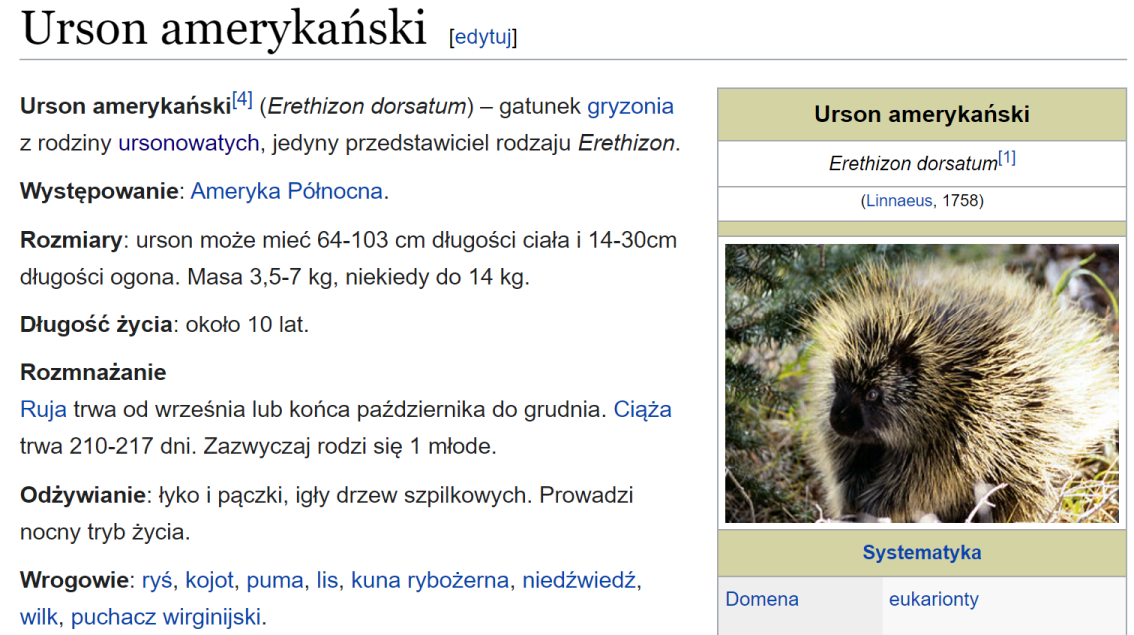 Urson amerykański [edytuj]
Urson amerykański[4] (Erethizon dorsatum) – gatunek gryzonia
z rodziny ursonowatych, jedyny przedstawiciel rodzaju Erethizon.
Występowanie: Ameryka Północna.
Rozmiary: urson może mieć 64-103 cm długości ciała i 14-30cm
długości ogona. Masa 3,5-7 kg, niekiedy do 14 kg.
Długość życia: około 10 lat.
Rozmnażanie
Ruja trwa od września lub końca października do grudnia. Ciąża
trwa 210-217 dni. Zazwyczaj rodzi się 1 młode.
Odżywianie: łyko i pączki, igły drzew szpilkowych. Prowadzi
nocny tryb życia.
Wrogowie: ryś, kojot, puma, lis, kuna rybożerna, niedźwiedź,
wilk, puchacz wirginijski.
Urson amerykański
Erethizon dorsatum[1]
(Linnaeus, 1758)
Systematyka
Domena eukarionty